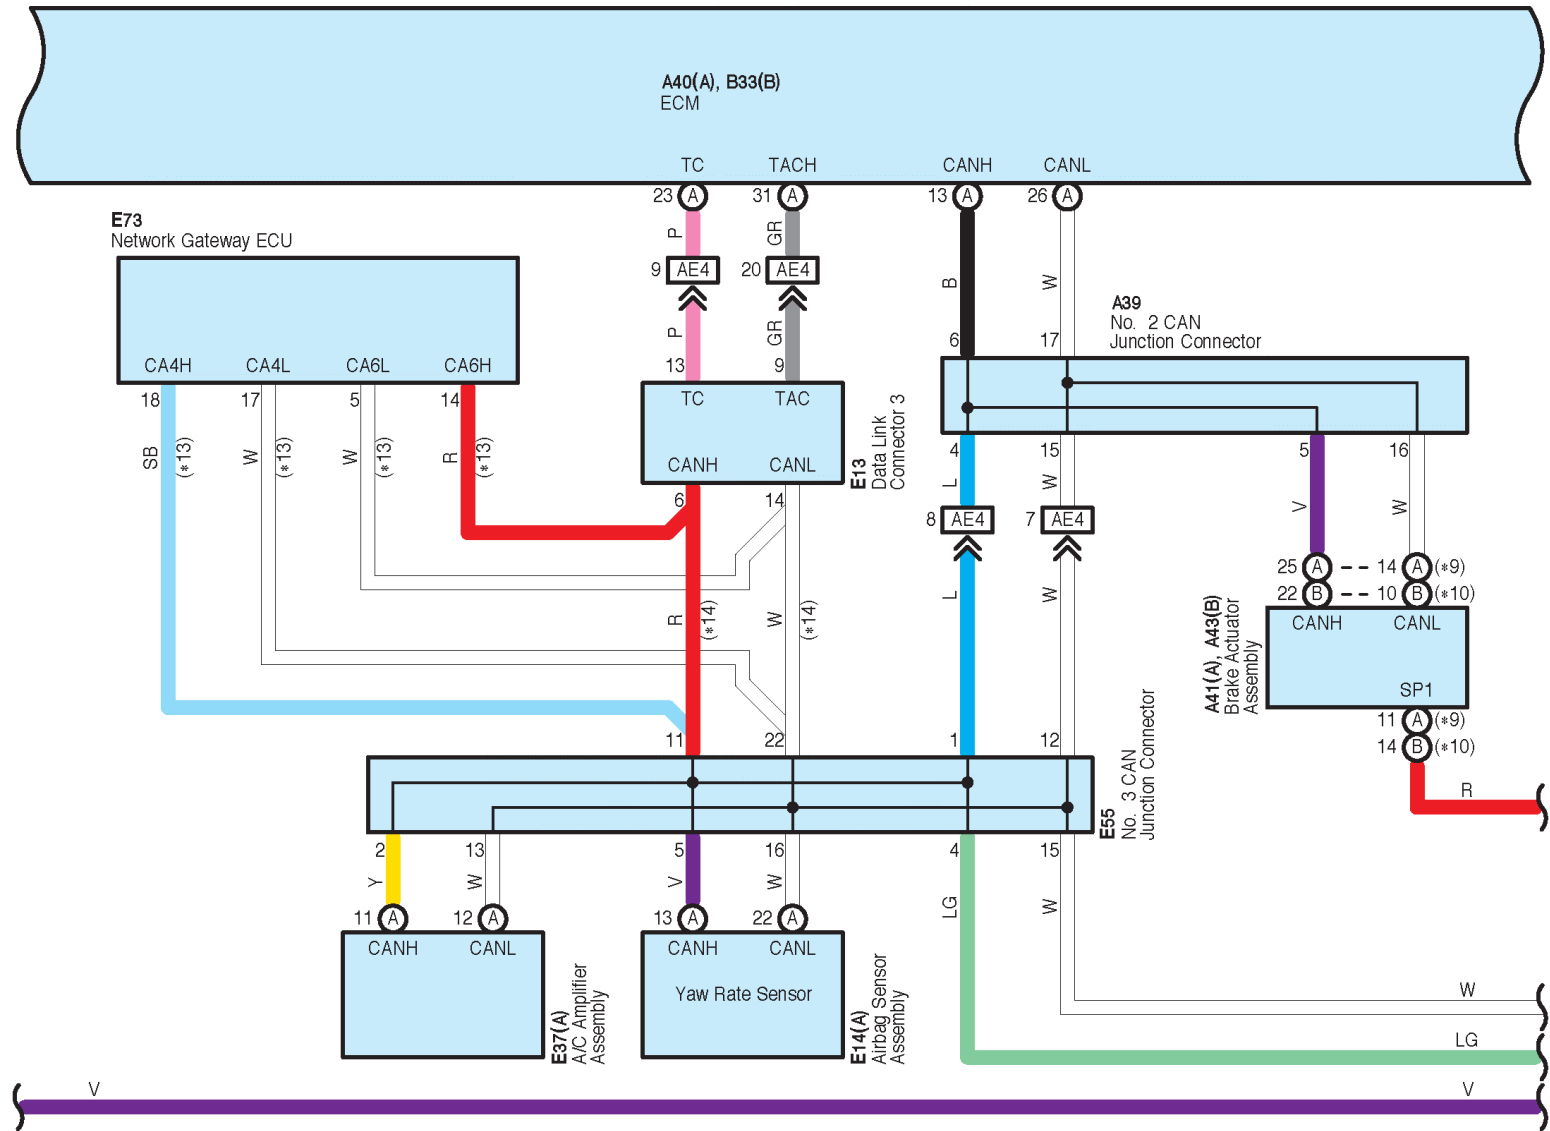 A40(A), B33(B)
ECM
TC TACH CANH CANL
23 A 31 A 13 A 26 A
E73
Network Gateway ECU
P GR B W
9 AE4 20 AE4
A39
No. 2 CAN
Junction Connector
P GR 6 17
CA4H CA4L CA6L CA6H
13 9
18 17 5 14
TC TAC
SB (*13) W (*13) W (*13) R (*13)
CANH CANL
E13
Data Link
Connector 3
4 15 5 16
6 14
L W V W
8 AE4 7 AE4
25 A 14 A (*9)
22 B 10 B (*10)
L W
R (*14) W (*14)
CANH CANL
SP1
A41(A), A43(B)
Brake Actuator
Assembly
11 A (*9)
14 B (*10)
11 22 1 12
R
E55
No. 3 CAN
Junction Connector
2 13 5 16 4 15
Y W V W LG W
11 A 12 A 13 A 22 A
CANH CANL CANH CANL
Yaw Rate Sensor
E37(A)
A/C Amplifier
Assembly
E14(A)
Airbag Sensor
Assembly
W
LG
V V